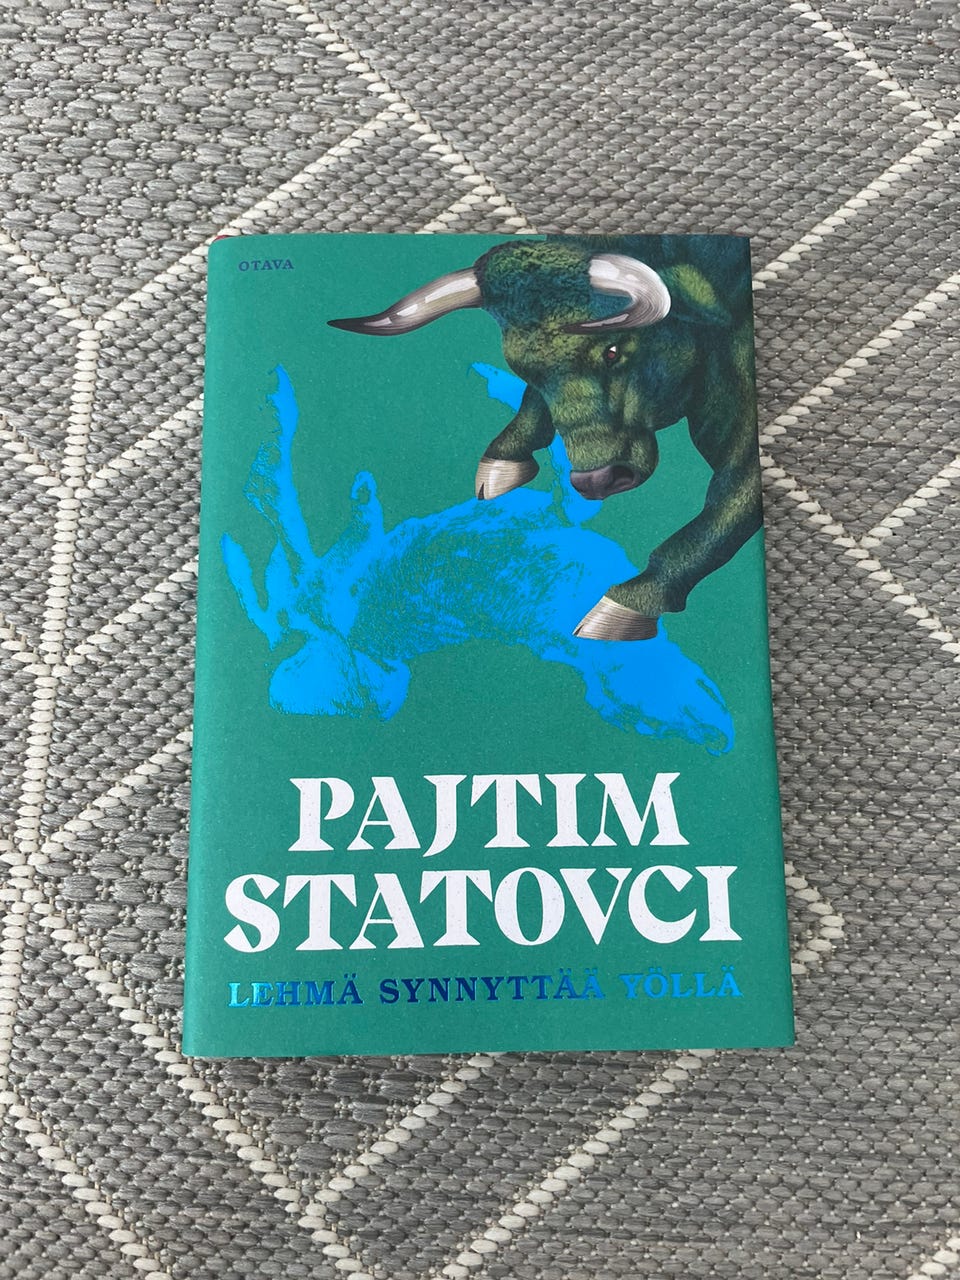 OTAVA
PAJTIM
STATOVCI
LEHMÄ SYNNYTTÄÄ YÖLLÄ